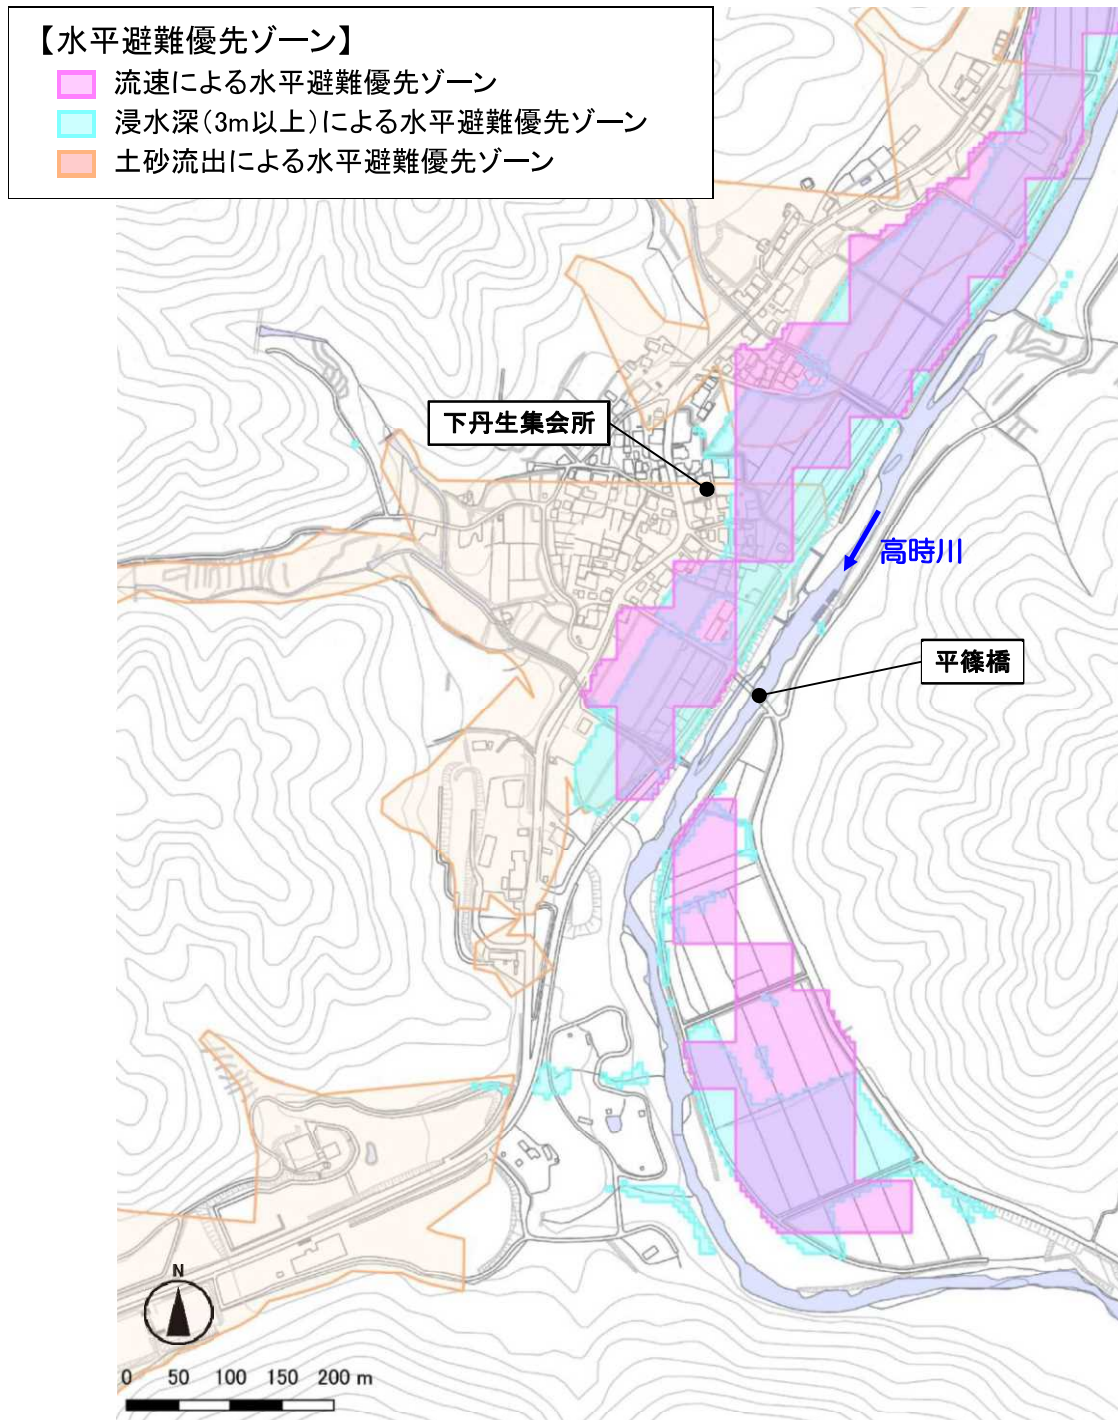 【水平避難優先ゾーン】
流速による水平避難優先ゾーン
浸水深（3m以上）による水平避難優先ゾーン
土砂流出による水平避難優先ゾーン
下丹生集会所
高時川
平篠橋
N
0 50 100 150 200 m